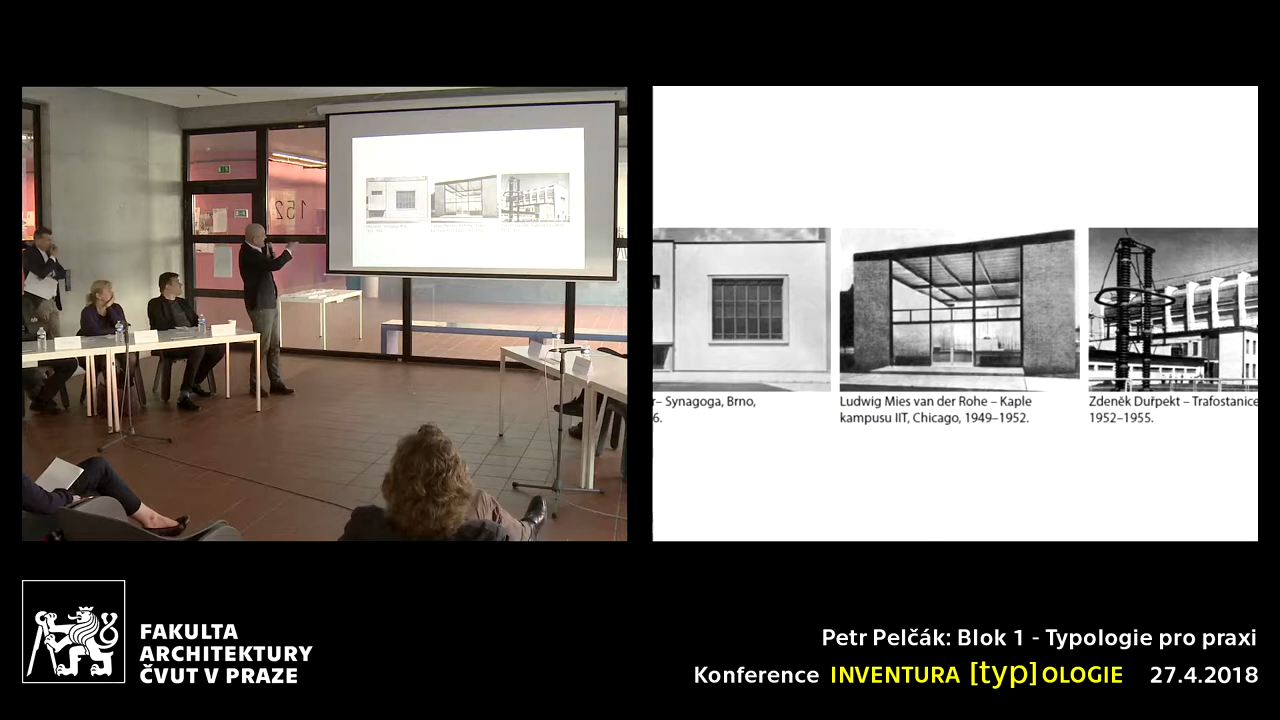 152
r– Synagoga, Brno,
6.
Ludwig Mies van der Rohe – Kaple
kampusu IIT, Chicago, 1949–1952.
Zdeněk Duřpekt – Trafostanice
1952–1955.
FAKULTA
ARCHITEKTURY
ČVUT V PRAZE
Petr Pelčák: Blok 1 - Typologie pro praxi
Konference INVENTURA [typ]OLOGIE 27.4.2018